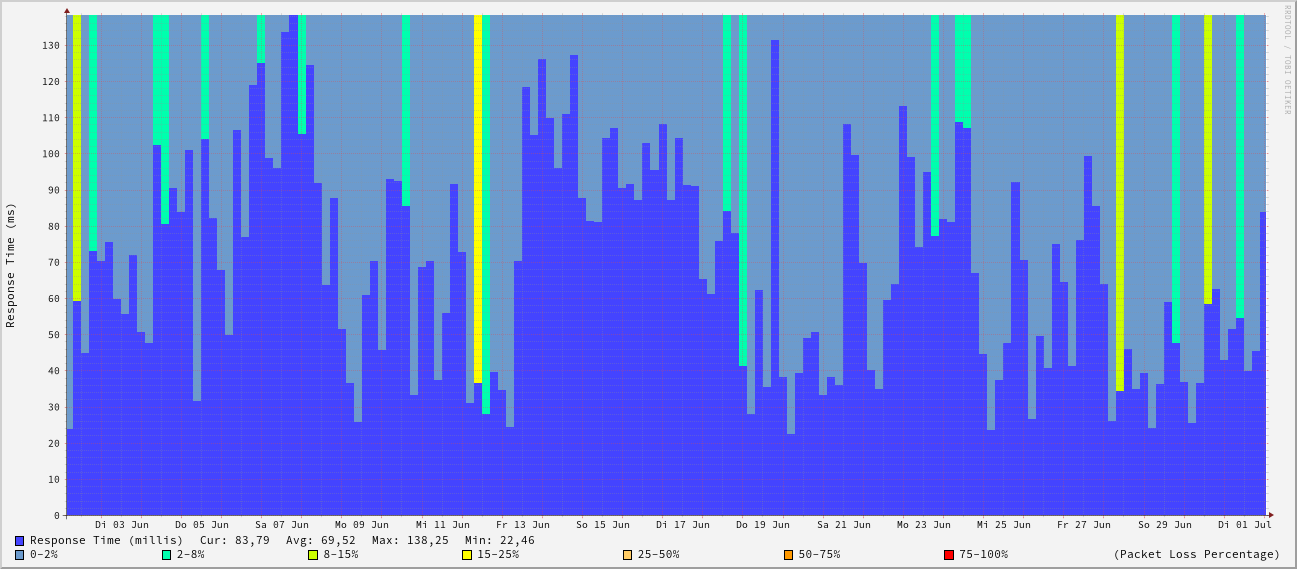 RRDTOOL / TOBI OETIKER
Response Time (ms)
130
120
110
100
90
80
70
60
50
40
30
20
10
0
Di 03 Jun Do 05 Jun Sa 07 Jun Mo 09 Jun Mi 11 Jun Fr 13 Jun So 15 Jun Di 17 Jun Do 19 Jun Sa 21 Jun Mo 23 Jun Mi 25 Jun Fr 27 Jun So 29 Jun Di 01 Jul
Response Time (millis) Cur: 83,79 Avg: 69,52 Max: 138,25 Min: 22,46
0-2% 2-8% 8-15% 15-25% 25-50% 50-75% 75-100% (Packet Loss Percentage)